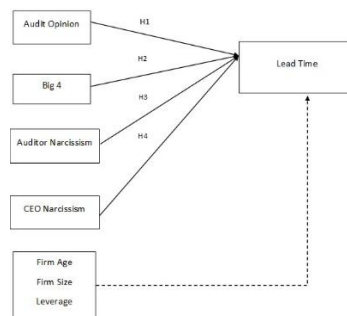 Audit Opinion
H1
Lead Time
H2
Big 4
H3
Auditor Narcissism
H4
CEO Narcissism
Firm Age
Firm Size
Leverage